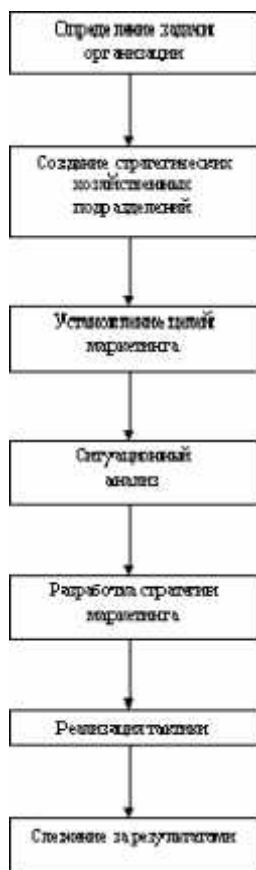 Определение задачи
организации
Создание стратегических
хозяйственных
подразделений
Установление целей
маркетинга
Ситуационный
анализ
Разработка стратегии
маркетинга
Реализация тактики
Слежение за результатами